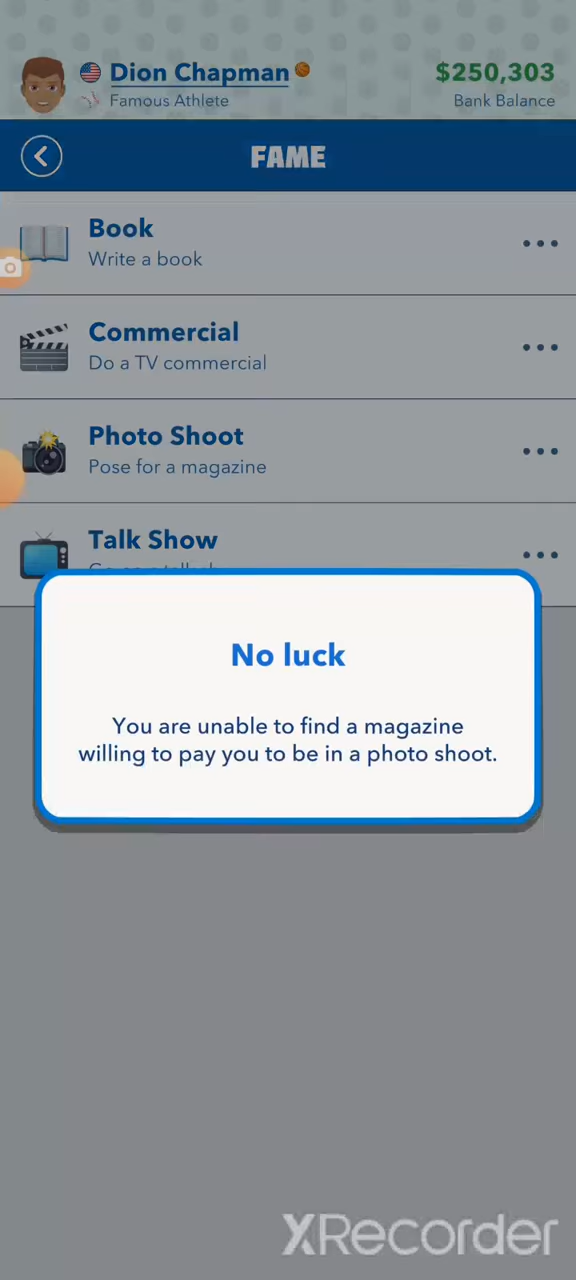 Dion Chapman
$250,303
Famous Athlete
Bank Balance
FAME
Book
Write a book
Commercial
Do a TV commercial
Photo Shoot
Pose for a magazine
Talk Show
No luck
You are unable to find a magazine
willing to pay you to be in a photo shoot.
XRecorder